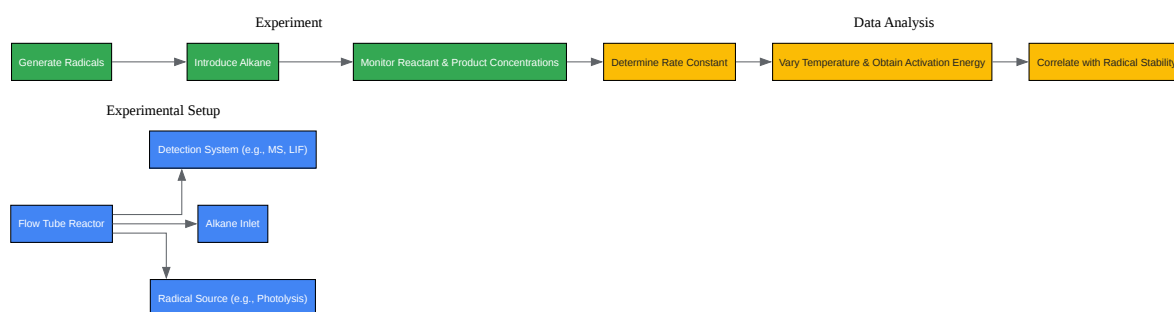 Experiment
Data Analysis
Generate Radicals
Introduce Alkane
Monitor Reactant & Product Concentrations
Determine Rate Constant
Vary Temperature & Obtain Activation Energy
Correlate with Radical Stability
Experimental Setup
Detection System (e.g., MS, LIF)
Flow Tube Reactor
Alkane Inlet
Radical Source (e.g., Photolysis)